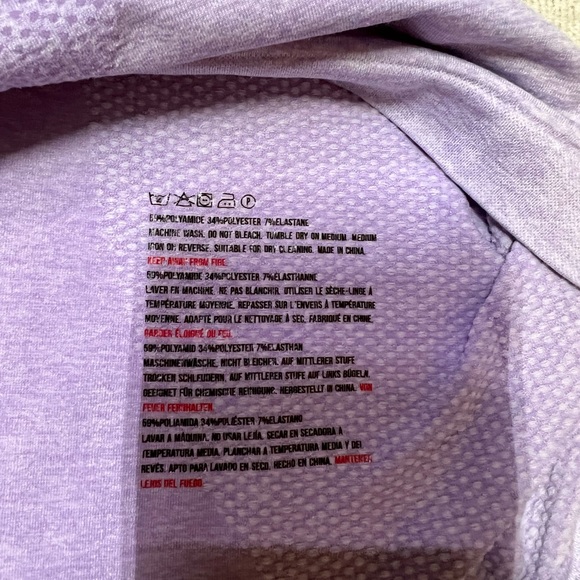 59%POLYAMIDE 34%POLYESTER 7%ELASTANE
MACHINE WASH. DO NOT BLEACH. TUMBLE DRY ON MEDIUM. MEDIUM
IRON ON REVERSE. SUITABLE FOR DRY CLEANING. MADE IN CHINA.
KEEP AWAY FROM FIRE.
59%POLYAMIDE 34%POLYESTER 7%ELASTHANNE
LAVER EN MACHINE. NE PAS BLANCHIR. UTILISER LE SÈCHE-LINGE À
TEMPÉRATURE MOYENNE. REPASSER SUR L'ENVERS À TEMPÉRATURE
MOYENNE. ADAPTÉ POUR LE NETTOYAGE À SEC. FABRIQUÉ EN CHINE.
GARDER ÉLOIGNÉ DU FEU.
59%POLYAMID 34%POLYESTER 7%ELASTHAN
MASCHINENWÄSCHE. NICHT BLEICHEN. AUF MITTLERER STUFE
TROCKEN SCHLEUDERN. AUF MITTLERER STUFE AUF LINKS BÜGELN.
GEEIGNET FÜR CHEMISCHE REINIGUNG. HERGESTELLT IN CHINA. VON
FEUER FERNHALTEN.
59%POLIAMIDA 34%POLIÉSTER 7%ELASTANO
LAVAR A MÁQUINA. NO USAR LEJÍA. SECAR EN SECADORA A
TEMPERATURA MEDIA. PLANCHAR A TEMPERATURA MEDIA Y DEL
REVÉS. APTO PARA LAVADO EN SECO. HECHO EN CHINA. MANTENER
LEJOS DEL FUEGO.